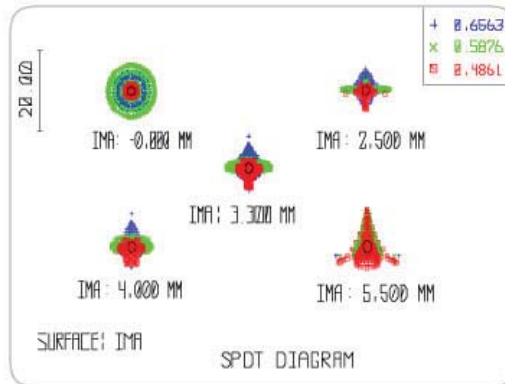 + 0.6563
× 0.5876
0.4861
20.00
IMA: -0.000 MM
IMA: 2.500 MM
IMA: 3.300 MM
IMA: 4.000 MM
IMA: 5.500 MM
SURFACE: IMA
SPOT DIAGRAM